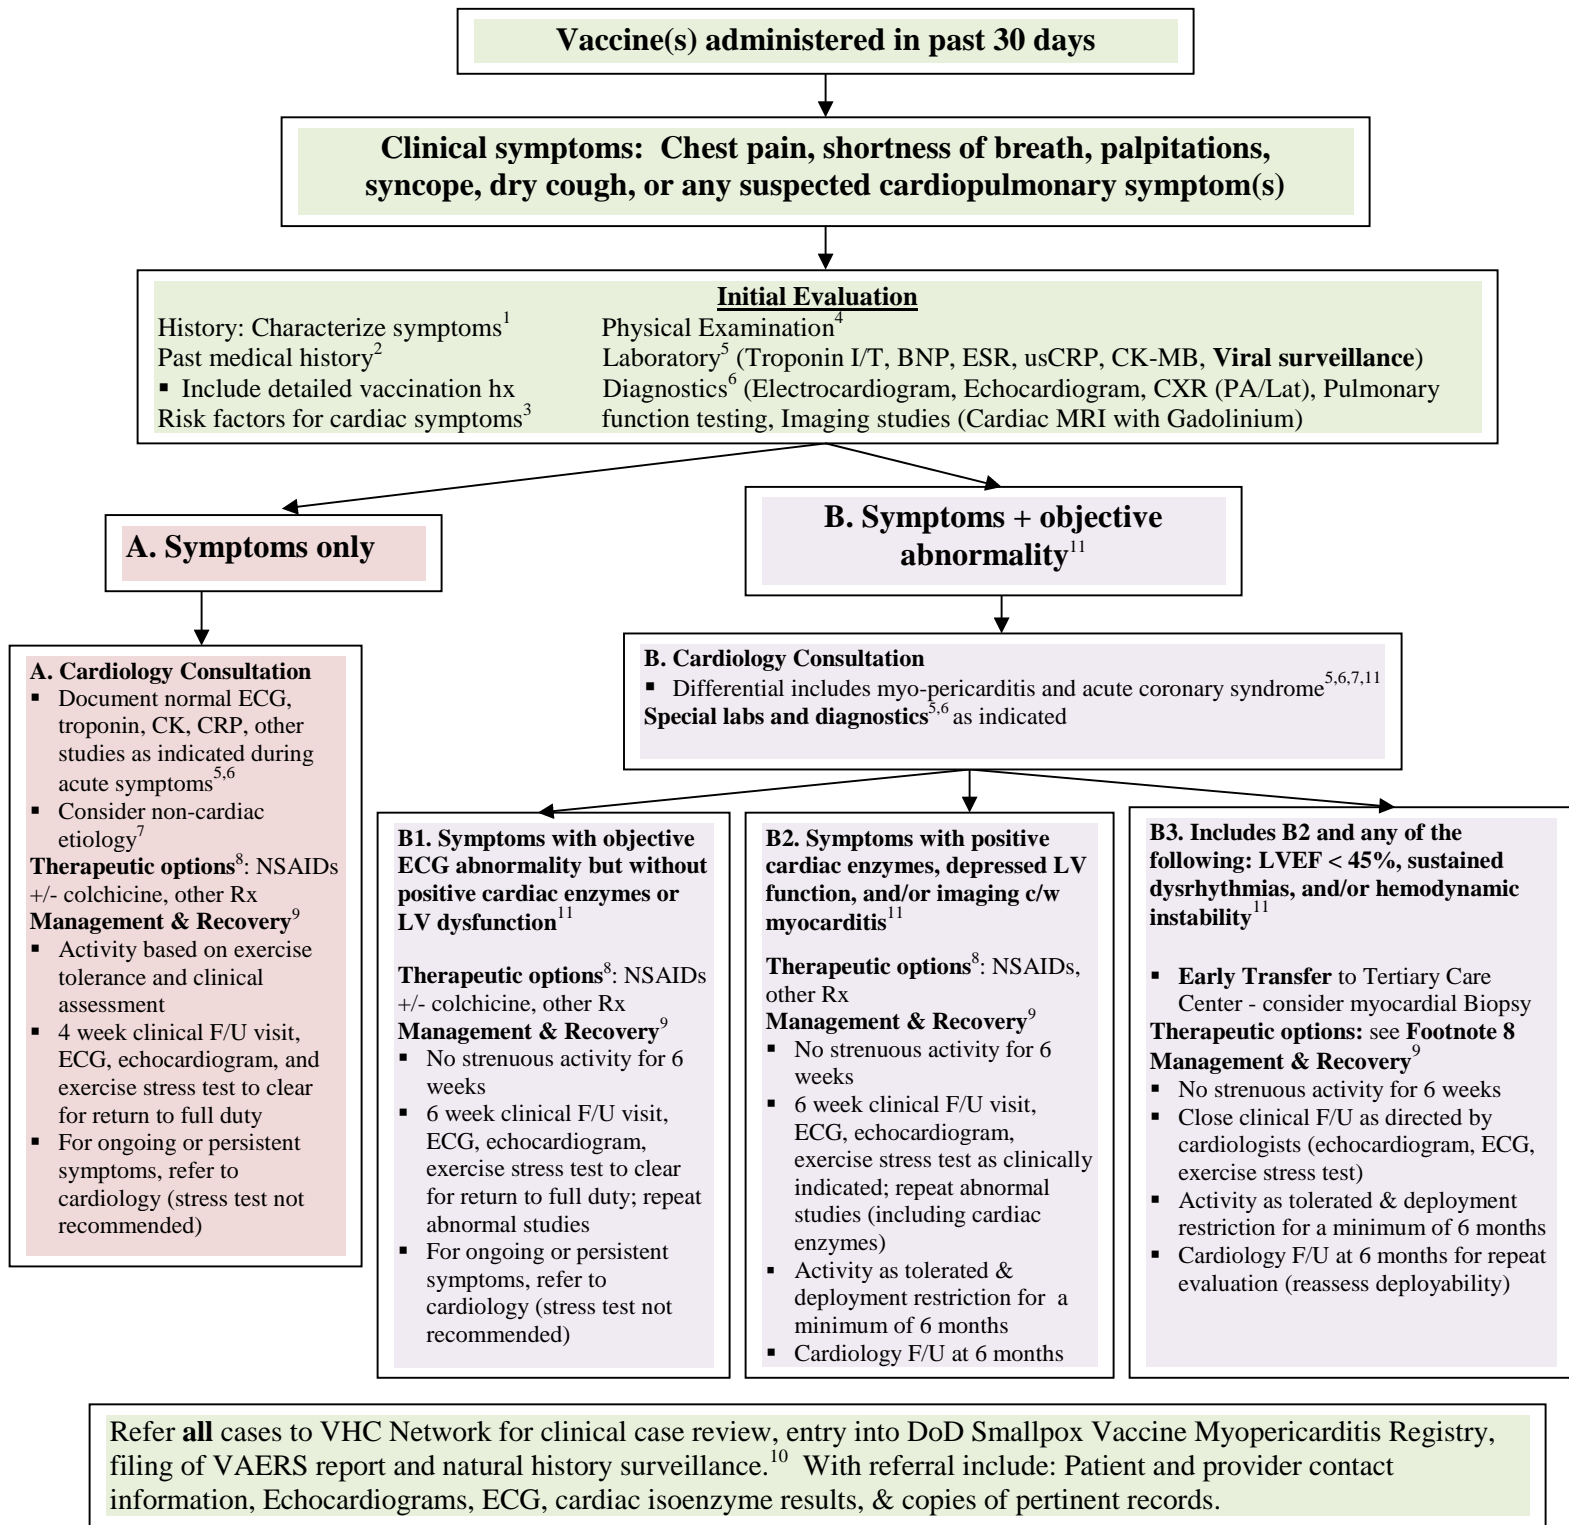 Vaccine(s) administered in past 30 days
Clinical symptoms: Chest pain, shortness of breath, palpitations,
syncope, dry cough, or any suspected cardiopulmonary symptom(s)
Initial Evaluation
History: Characterize symptoms1
Past medical history2
▪ Include detailed vaccination hx
Risk factors for cardiac symptoms3
Physical Examination4
Laboratory5 (Troponin I/T, BNP, ESR, usCRP, CK-MB, Viral surveillance)
Diagnostics6 (Electrocardiogram, Echocardiogram, CXR (PA/Lat), Pulmonary
function testing, Imaging studies (Cardiac MRI with Gadolinium)
A. Symptoms only
B. Symptoms + objective
abnormality11
A. Cardiology Consultation
▪ Document normal ECG,
troponin, CK, CRP, other
studies as indicated during
acute symptoms5,6
▪ Consider non-cardiac
etiology7
Therapeutic options8: NSAIDs
+/- colchicine, other Rx
Management & Recovery9
▪ Activity based on exercise
tolerance and clinical
assessment
▪ 4 week clinical F/U visit,
ECG, echocardiogram, and
exercise stress test to clear
for return to full duty
▪ For ongoing or persistent
symptoms, refer to
cardiology (stress test not
recommended)
B. Cardiology Consultation
▪ Differential includes myo-pericarditis and acute coronary syndrome5,6,7,11
Special labs and diagnostics5,6 as indicated
B1. Symptoms with objective
ECG abnormality but without
positive cardiac enzymes or
LV dysfunction11
Therapeutic options8: NSAIDs
+/- colchicine, other Rx
Management & Recovery9
▪ No strenuous activity for 6
weeks
▪ 6 week clinical F/U visit,
ECG, echocardiogram,
exercise stress test to clear
for return to full duty; repeat
abnormal studies
▪ For ongoing or persistent
symptoms, refer to
cardiology (stress test not
recommended)
B2. Symptoms with positive
cardiac enzymes, depressed LV
function, and/or imaging c/w
myocarditis11
Therapeutic options8: NSAIDs,
other Rx
Management & Recovery9
▪ No strenuous activity for 6
weeks
▪ 6 week clinical F/U visit,
ECG, echocardiogram,
exercise stress test as clinically
indicated; repeat abnormal
studies (including cardiac
enzymes)
▪ Activity as tolerated &
deployment restriction for a
minimum of 6 months
▪ Cardiology F/U at 6 months
B3. Includes B2 and any of the
following: LVEF < 45%, sustained
dysrhythmias, and/or hemodynamic
instability11
▪ Early Transfer to Tertiary Care
Center - consider myocardial Biopsy
Therapeutic options: see Footnote 8
Management & Recovery9
▪ No strenuous activity for 6 weeks
▪ Close clinical F/U as directed by
cardiologists (echocardiogram, ECG,
exercise stress test)
▪ Activity as tolerated & deployment
restriction for a minimum of 6 months
▪ Cardiology F/U at 6 months for repeat
evaluation (reassess deployability)
Refer all cases to VHC Network for clinical case review, entry into DoD Smallpox Vaccine Myopericarditis Registry,
filing of VAERS report and natural history surveillance.10 With referral include: Patient and provider contact
information, Echocardiograms, ECG, cardiac isoenzyme results, & copies of pertinent records.